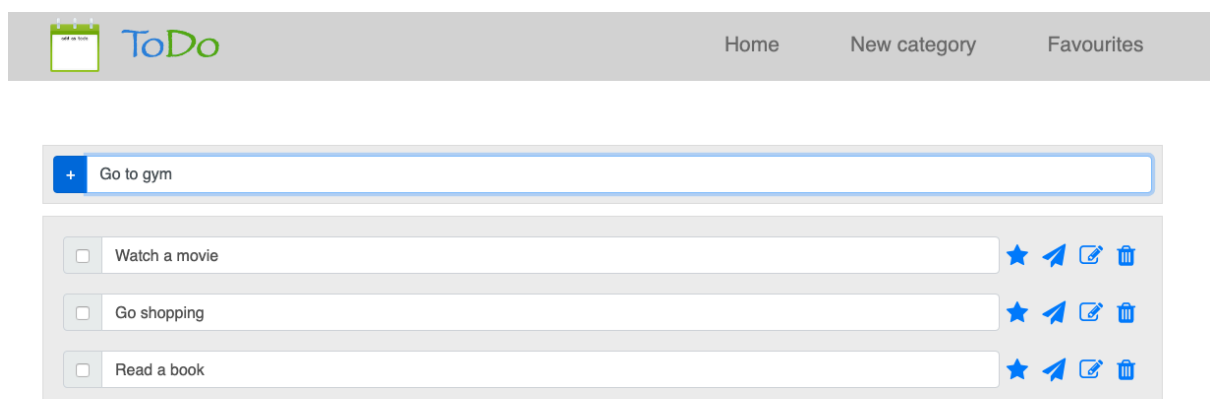 ToDo
Home New category Favourites
+ Go to gym
Watch a movie
Go shopping
Read a book